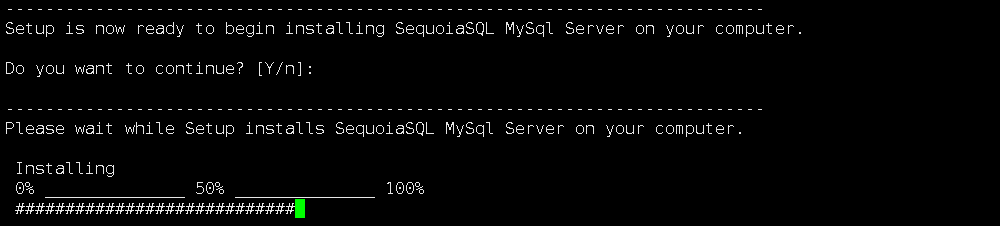 ----------------------------------------------------------------------------
Setup is now ready to begin installing SequoiaSQL MySql Server on your computer.
Do you want to continue? [Y/n]:
----------------------------------------------------------------------------
Please wait while Setup installs SequoiaSQL MySql Server on your computer.
Installing
0% ______________ 50% ______________ 100%
############################